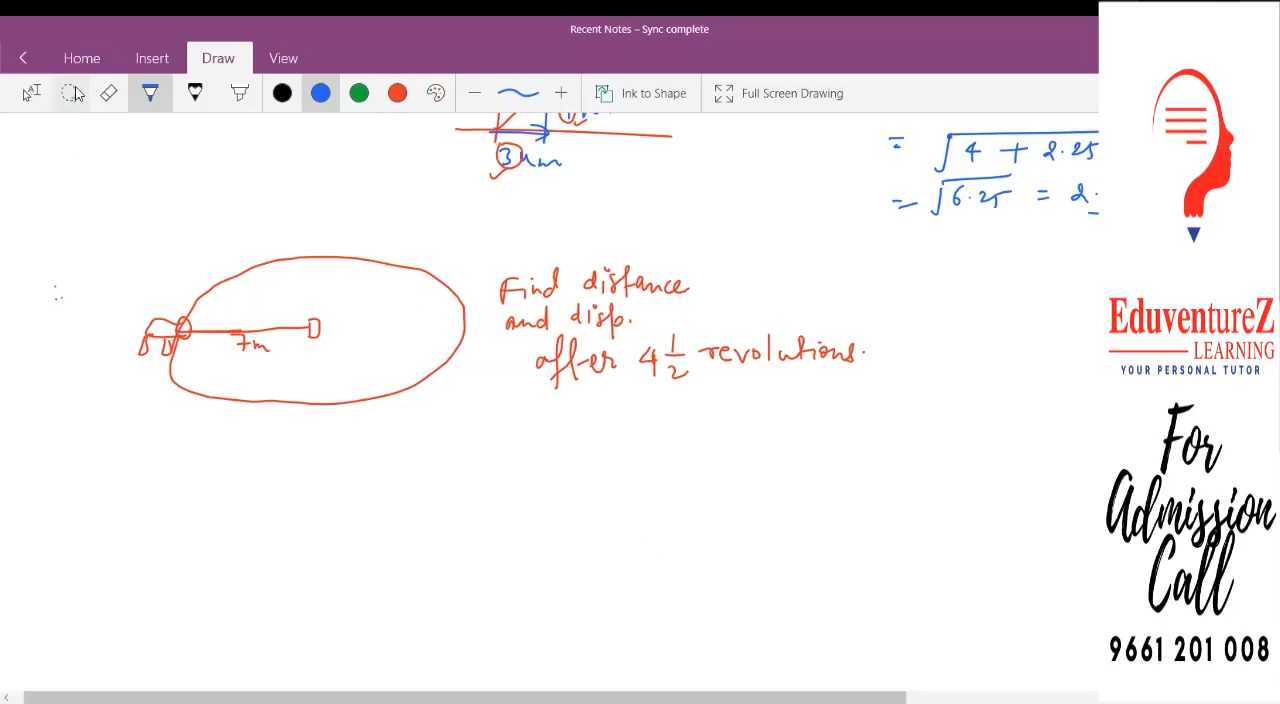 Recent Notes – Sync complete
Home Insert Draw View
Ink to Shape Full Screen Drawing
= √4 + 2.25
3km
= √6.25 = 2.
Find distance
and disp.
after 4 1/2 revolutions.
7m
EduventureZ
LEARNING
YOUR PERSONAL TUTOR
For
Admission
Call
9661 201 008